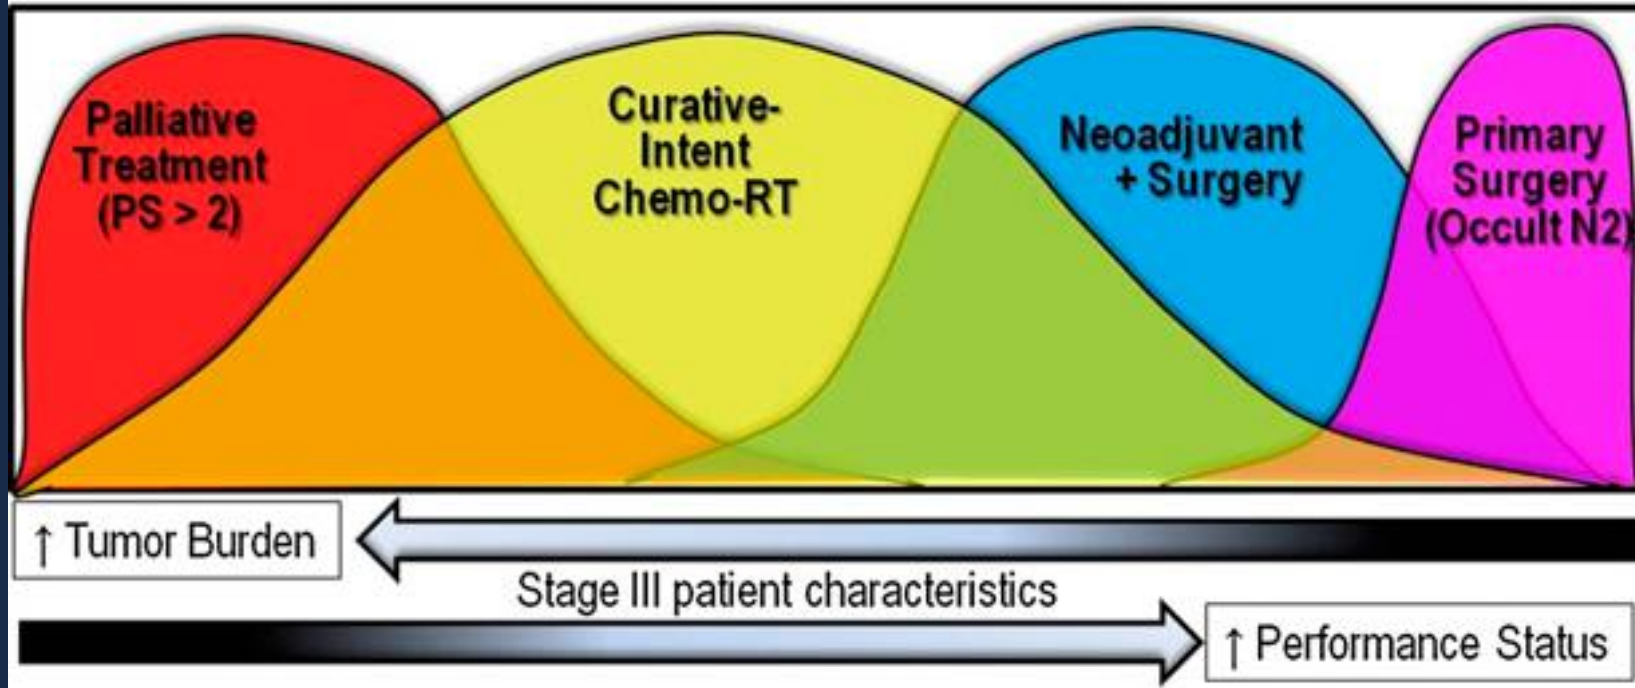 Palliative
Treatment
(PS > 2)
Curative-
Intent
Chemo-RT
Neoadjuvant
+ Surgery
Primary
Surgery
(Occult N2)
↑ Tumor Burden
Stage III patient characteristics
↑ Performance Status